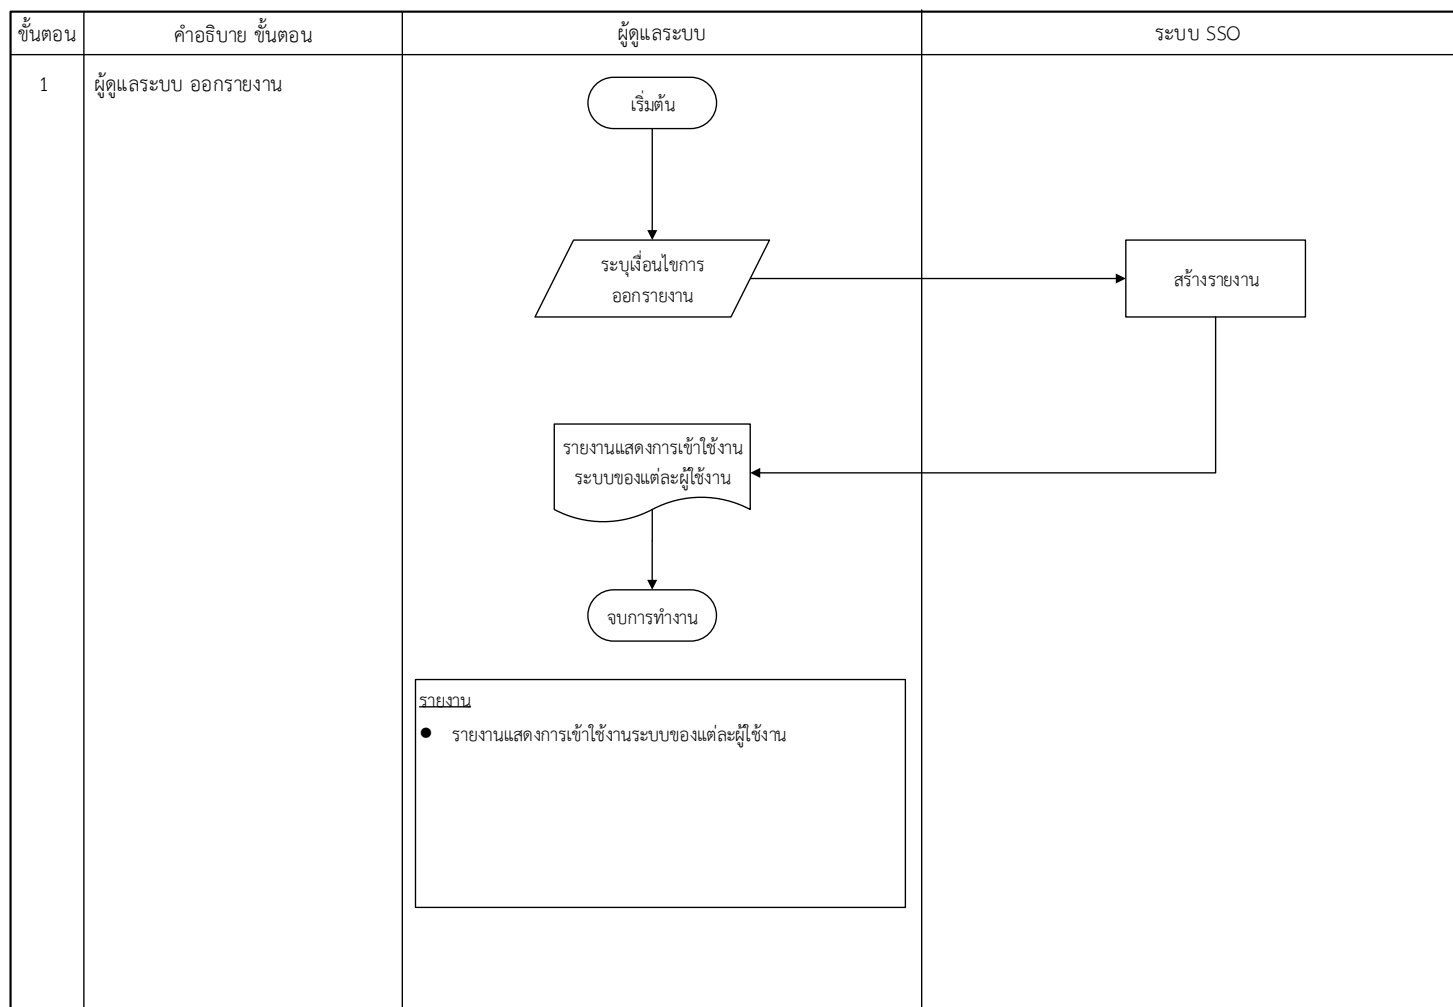 ขั้นตอน
คำอธิบาย ขั้นตอน
ผู้ดูแลระบบ
ระบบ SSO
1
ผู้ดูแลระบบ ออกรายงาน
เริ่มต้น
ระบุเงื่อนไขการ
ออกรายงาน
สร้างรายงาน
รายงานแสดงการเข้าใช้งาน
ระบบของแต่ละผู้ใช้งาน
จบการทำงาน
รายงาน
● รายงานแสดงการเข้าใช้งานระบบของแต่ละผู้ใช้งาน